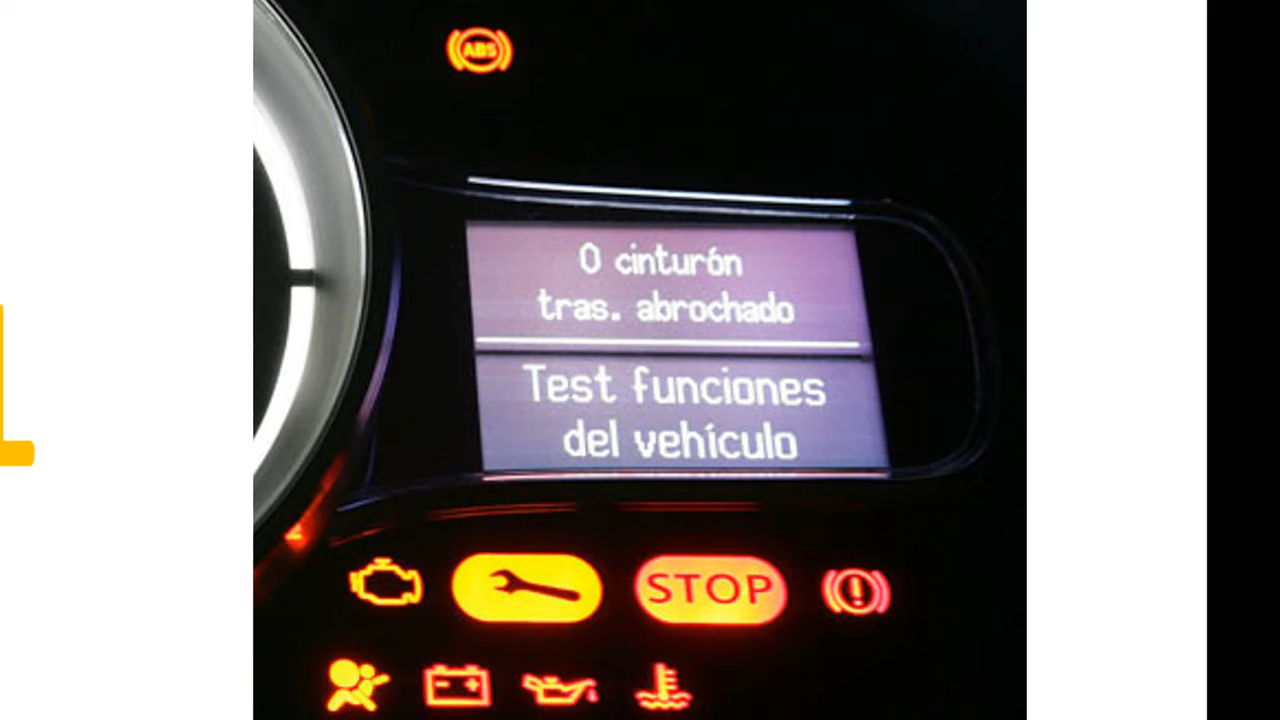 ABS
0 cinturón
tras. abrochado
Test funciones
del vehículo
STOP